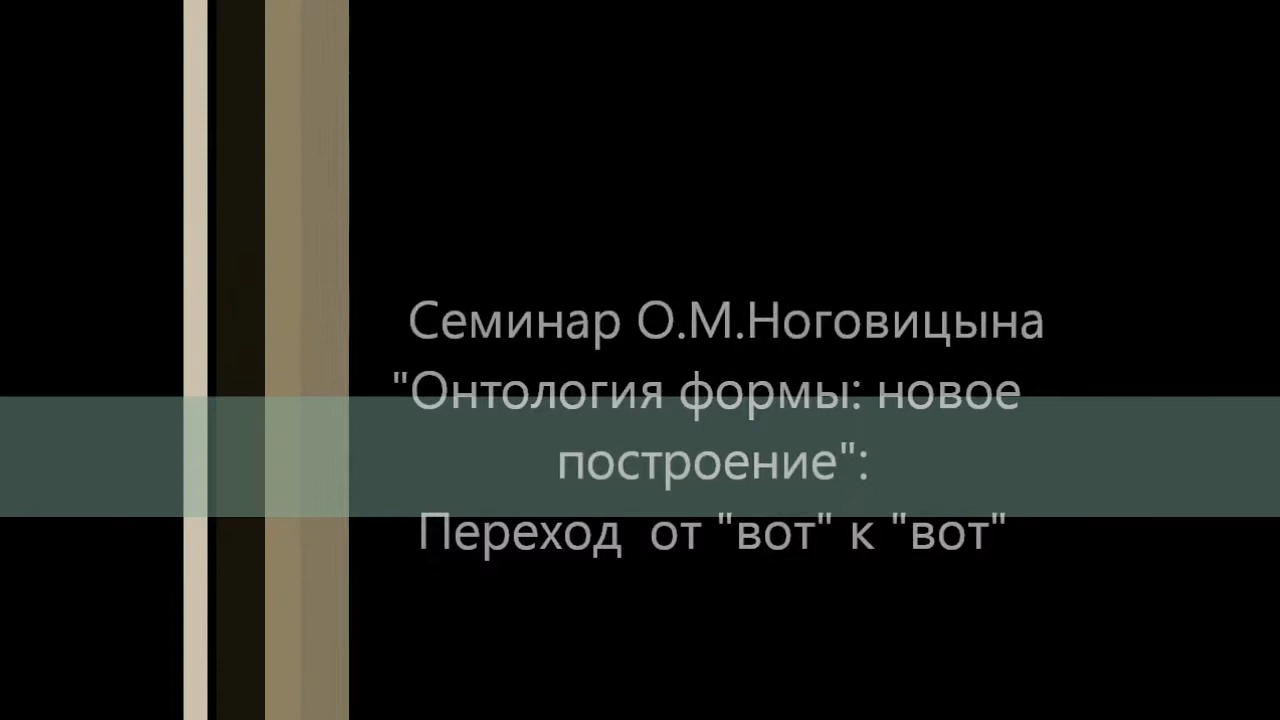 Семинар О.М.Ноговицына
"Онтология формы: новое
построение":
Переход  от "вот" к "вот"